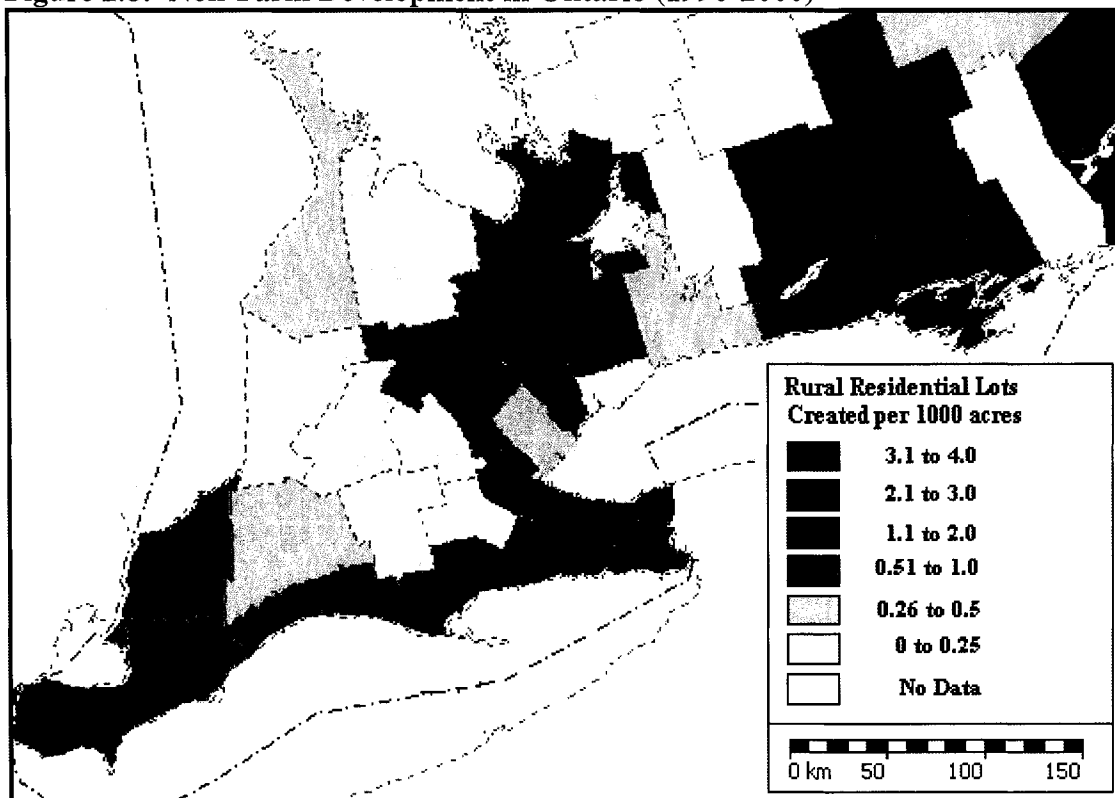 Rural Residential Lots
Created per 1000 acres
3.1 to 4.0
2.1 to 3.0
1.1 to 2.0
0.51 to 1.0
0.26 to 0.5
0 to 0.25
No Data
0 km 50 100 150